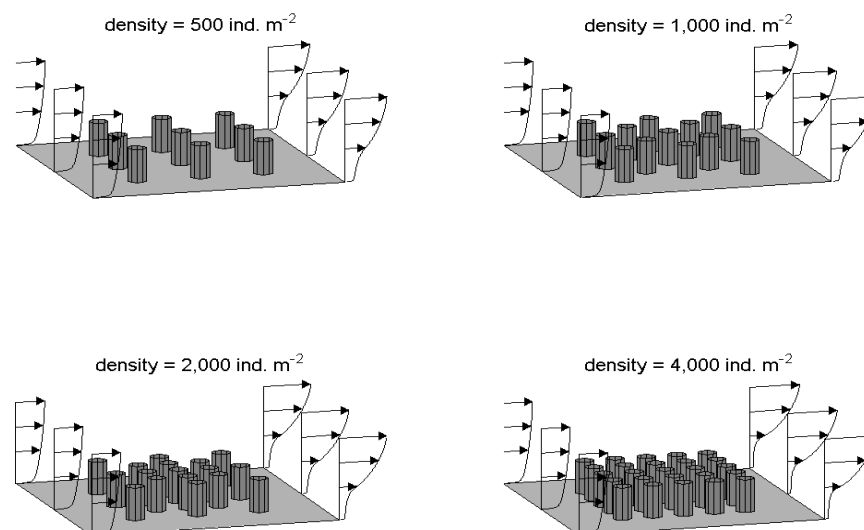 density = 500 ind. m⁻²
density = 1,000 ind. m⁻²
density = 2,000 ind. m⁻²
density = 4,000 ind. m⁻²